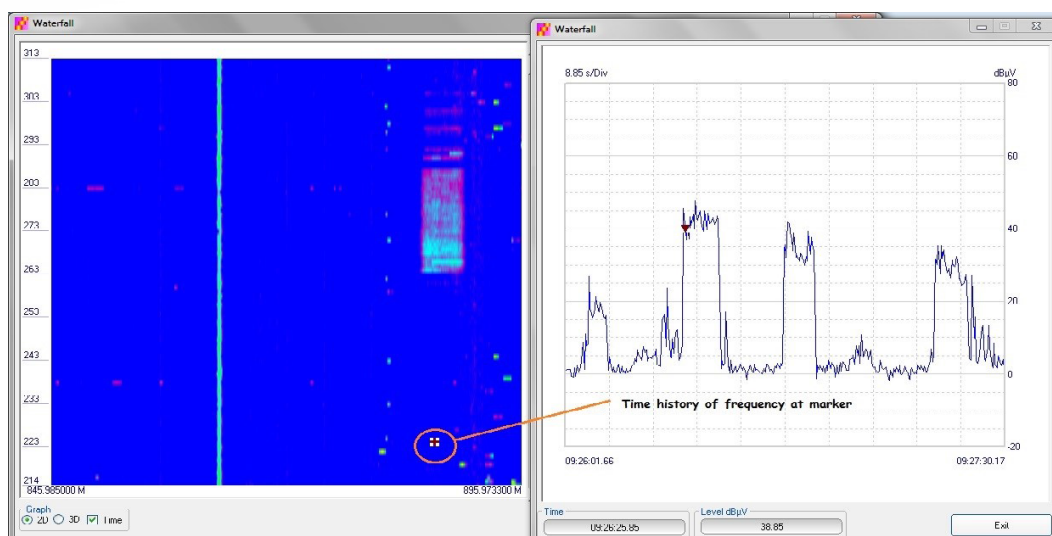 Waterfall
313
303
293
203
273
263
253
243
233
223
214
845.985000 M
895.973300 M
Graph
2D
3D
Time
Waterfall
8.85 s/Div
dBµV
80
60
40
20
0
-20
Time history of frequency at marker
09:26:01.66
09:27:30.17
Time
09:26:25.85
Level dBµV
38.85
Exit